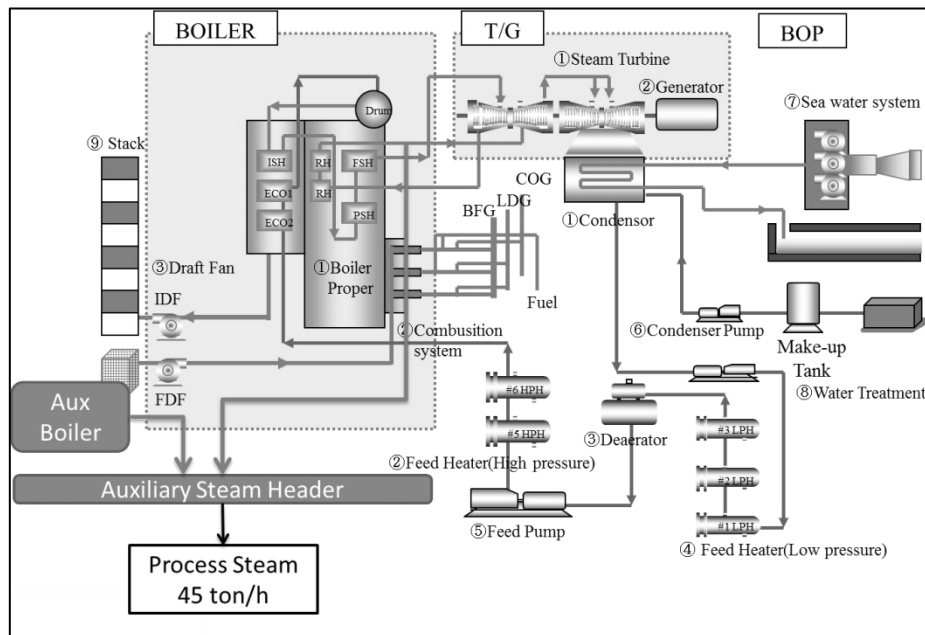 BOILER
T/G
BOP
①Steam Turbine
②Generator
⑦Sea water system
Drum
⑨ Stack
ISH
RH
FSH
ECO1
RH
ECO2
PSH
COG
LDG
BFG
①Condensor
①Boiler
Proper
③Draft Fan
IDF
Fuel
②Combusition
system
⑥Condenser Pump
Make-up
Tank
FDF
⑧Water Treatment
Aux
Boiler
#6 HPH
#5 HPH
③Deaerator
#3 LPH
#2 LPH
#1 LPH
②Feed Heater(High pressure)
Auxiliary Steam Header
⑤Feed Pump
④ Feed Heater(Low pressure)
Process Steam
45 ton/h